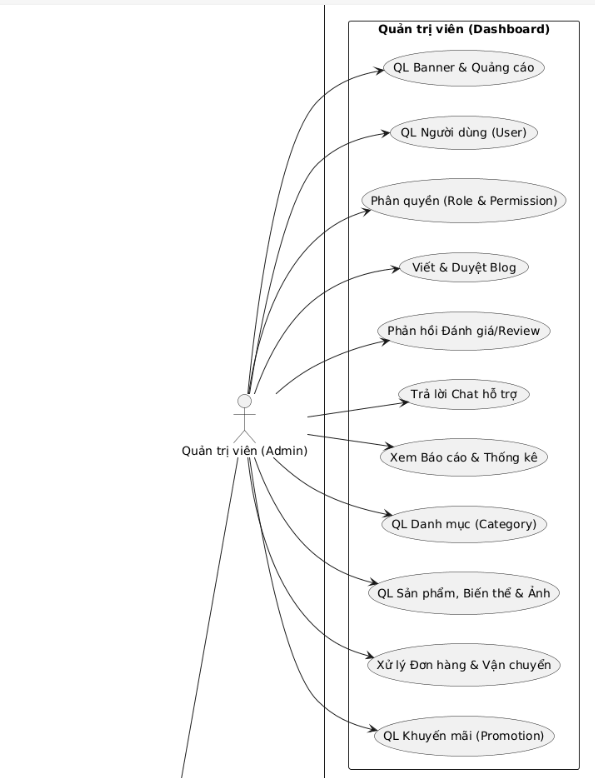 Quản trị viên (Dashboard)
QL Banner & Quảng cáo
QL Người dùng (User)
Phân quyền (Role & Permission)
Viết & Duyệt Blog
Phản hồi Đánh giá/Review
Trả lời Chat hỗ trợ
Quản trị viên (Admin)
Xem Báo cáo & Thống kê
QL Danh mục (Category)
QL Sản phẩm, Biến thể & Ảnh
Xử lý Đơn hàng & Vận chuyển
QL Khuyến mãi (Promotion)